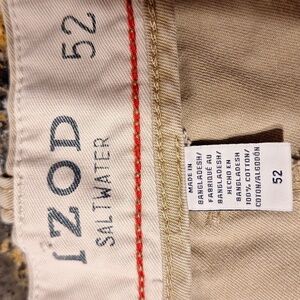 IZOD 52
SALTWATER
MADE IN
BANGLADESH/
FABRIQUÉ AU
BANGLADESH/
HECHO EN
BANGLADESH
100% COTTON/
COTON/ALGODÓN
52